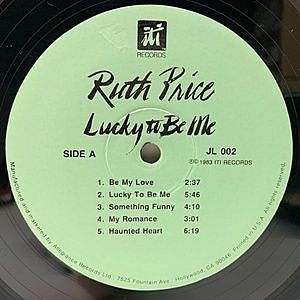 iTi
RECORDS
Ruth Price
Lucky To Be Me
SIDE A
JL 002
℗© 1983 ITI RECORDS
1. Be My Love 2:37
2. Lucky To Be Me 5:46
3. Something Funny 4:10
4. My Romance 3:01
5. Haunted Heart 6:19
Manufactured and marketed by Allegiance Records Ltd. · 7525 Fountain Ave., Hollywood, CA. 90046 · Printed in U.S.A. All rights reserved.